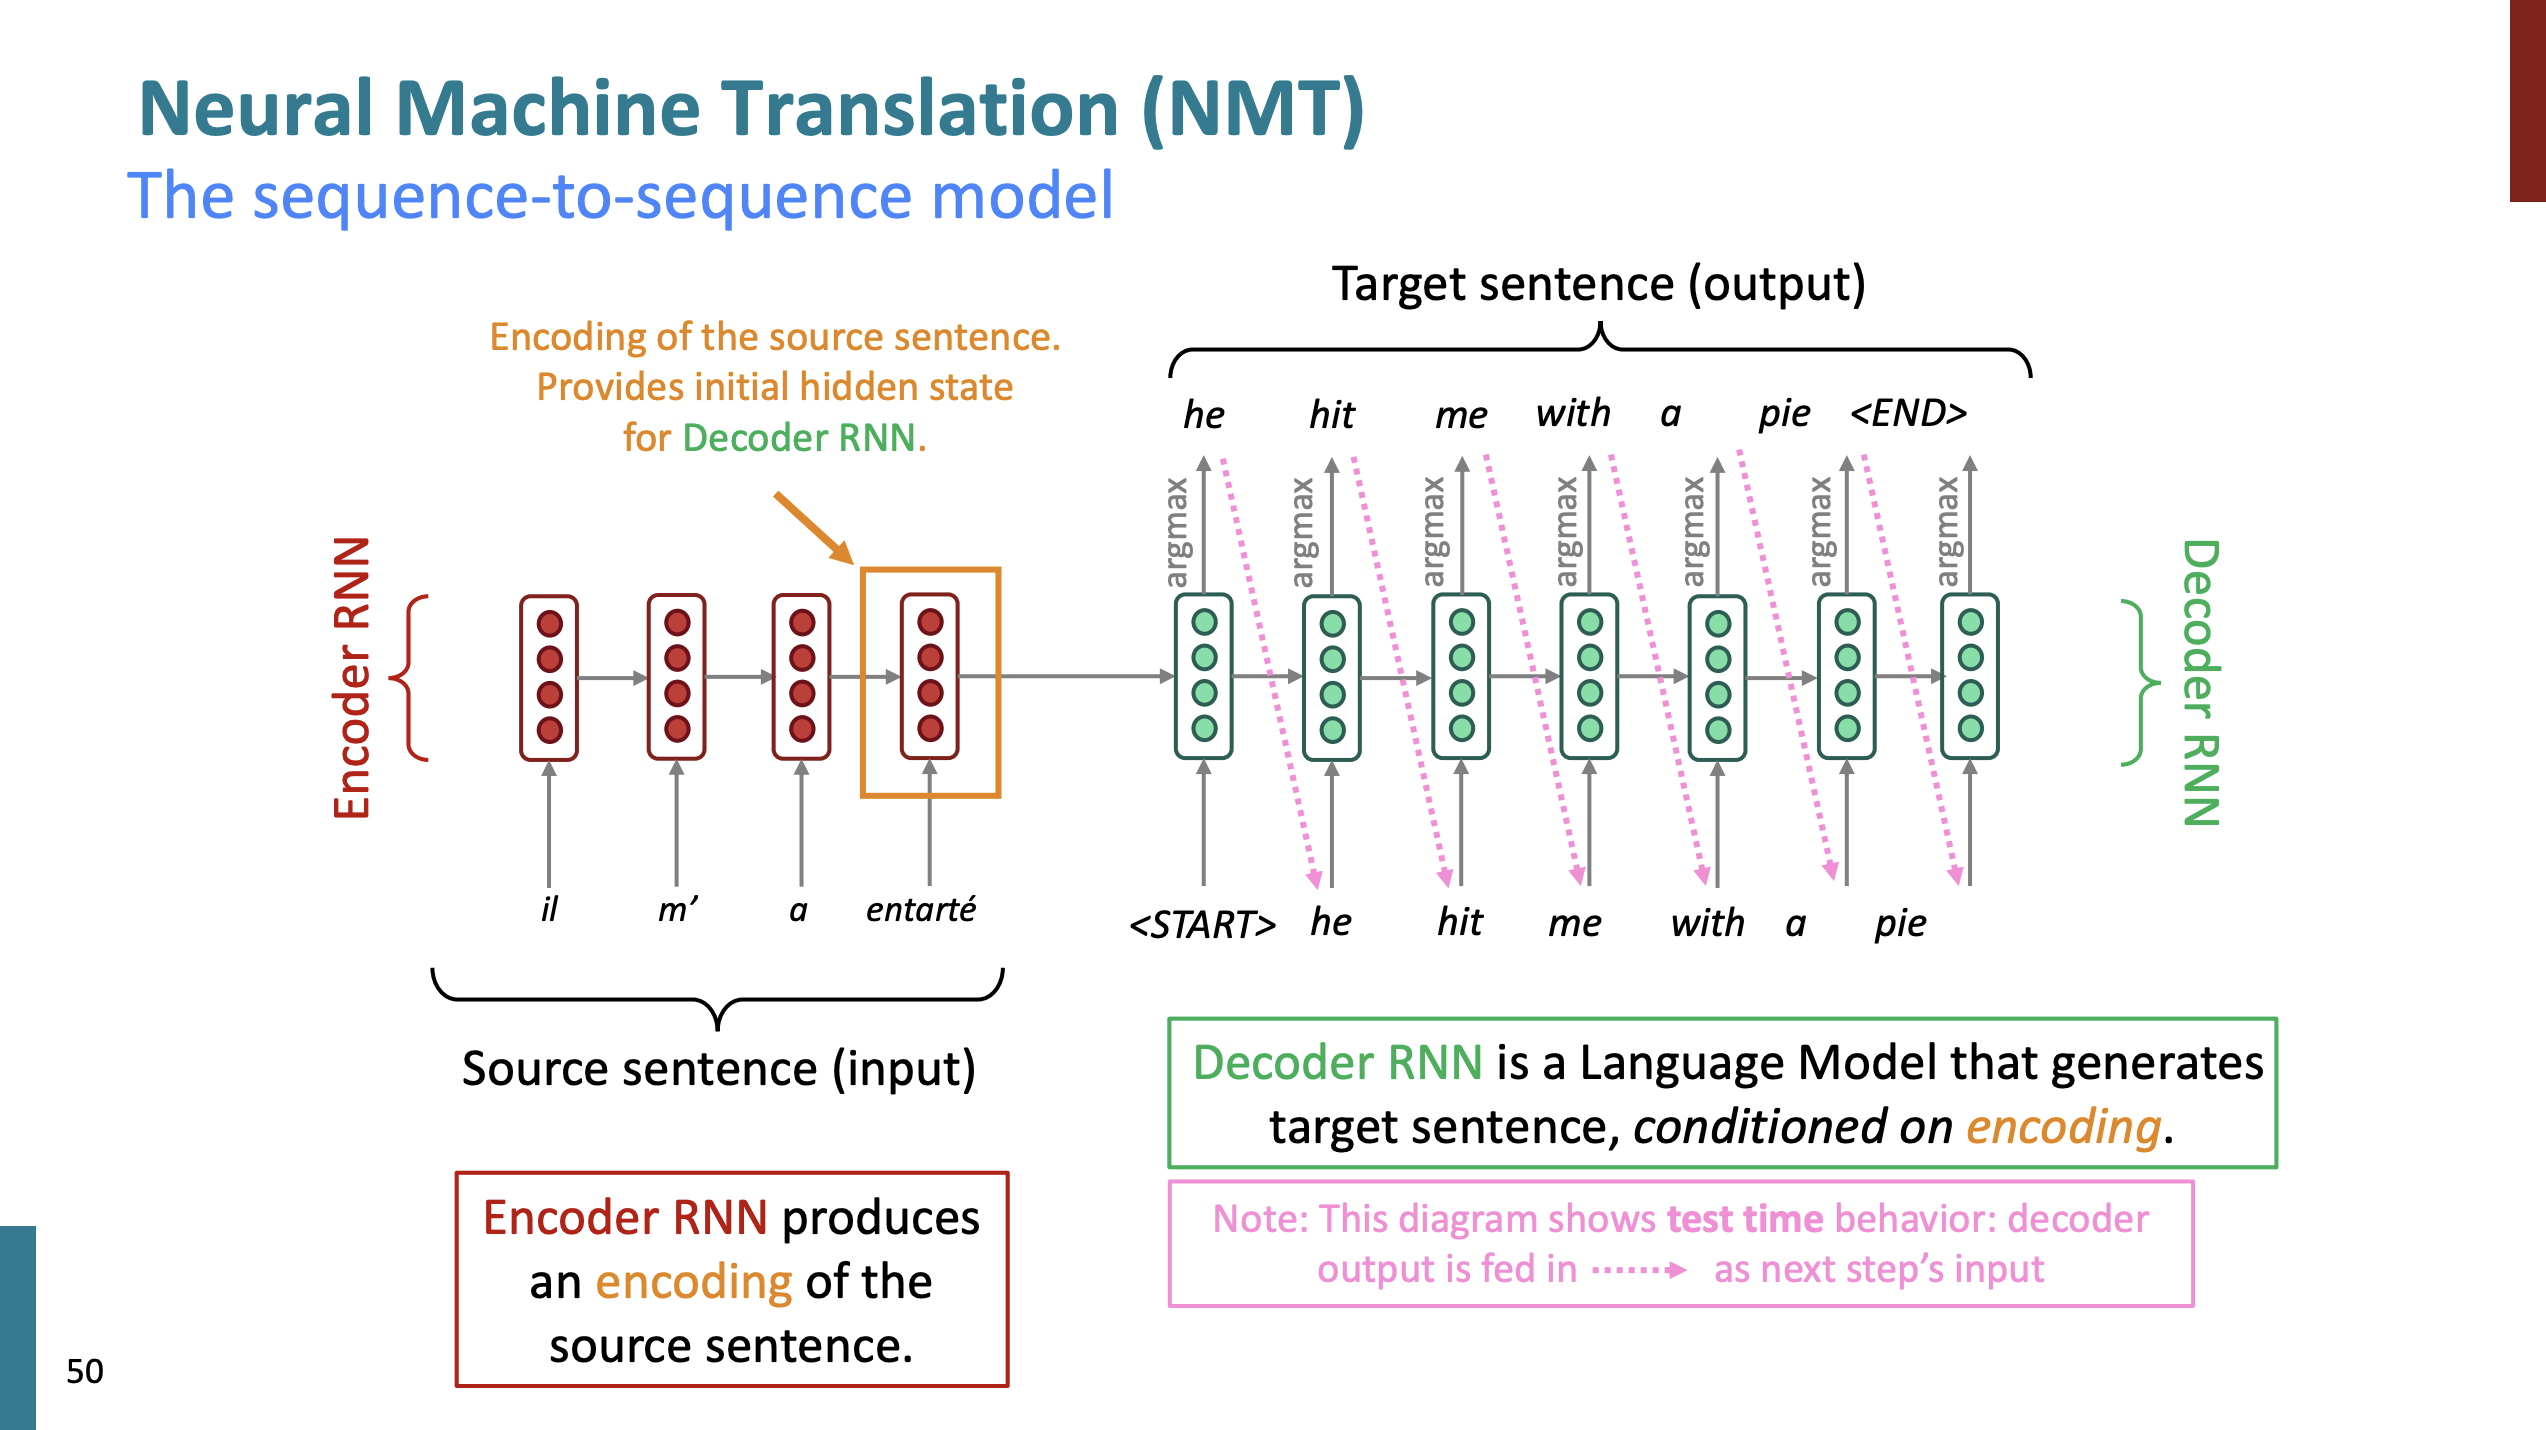 Neural Machine Translation (NMT)
The sequence-to-sequence model
Target sentence (output)
Encoding of the source sentence.
Provides initial hidden state
for Decoder RNN.
he hit me with a pie <END>
argmax argmax argmax argmax argmax argmax argmax
Encoder RNN
Decoder RNN
il m’ a entarté
<START> he hit me with a pie
Source sentence (input)
Decoder RNN is a Language Model that generates
target sentence, conditioned on encoding.
Encoder RNN produces
an encoding of the
source sentence.
Note: This diagram shows test time behavior: decoder
output is fed in as next step’s input
50